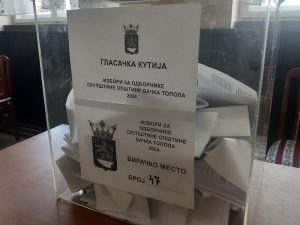 ГЛАСАЧКА КУТИЈА
ИЗБОРИ ЗА ОДБОРНИКЕ
СКУПШТИНЕ ОПШТИНЕ БАЧКА ТОПОЛА
2024.
ИЗБОРИ ЗА
ОДБОРНИКЕ
СКУПШТИНЕ ОПШТИНЕ
БАЧКА ТОПОЛА
2024.
БИРАЧКО МЕСТО
БРОЈ 47